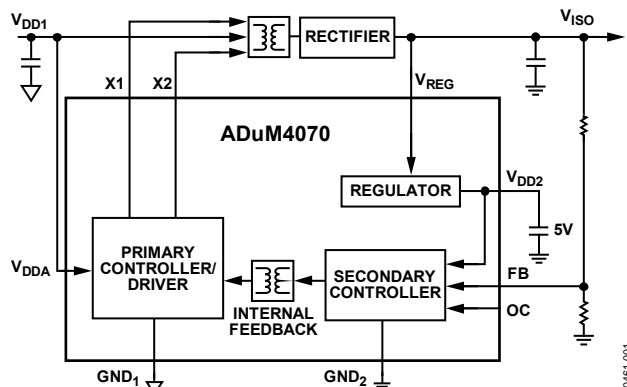 VDD1
VISO
RECTIFIER
X1
X2
VREG
ADuM4070
REGULATOR
VDD2
5V
PRIMARY
CONTROLLER/
DRIVER
VDDA
INTERNAL
FEEDBACK
SECONDARY
CONTROLLER
FB
OC
GND1
GND2